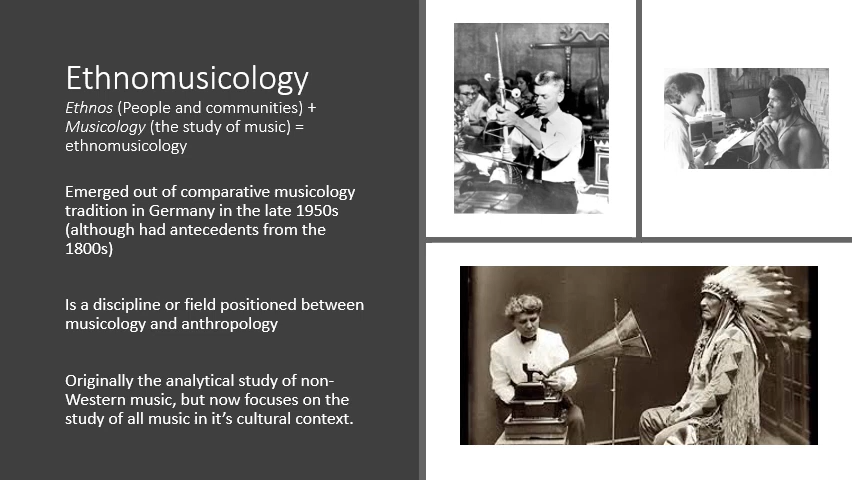 Ethnomusicology
Ethnos (People and communities) +
Musicology (the study of music) =
ethnomusicology
Emerged out of comparative musicology
tradition in Germany in the late 1950s
(although had antecedents from the
1800s)
Is a discipline or field positioned between
musicology and anthropology
Originally the analytical study of non-
Western music, but now focuses on the
study of all music in it’s cultural context.